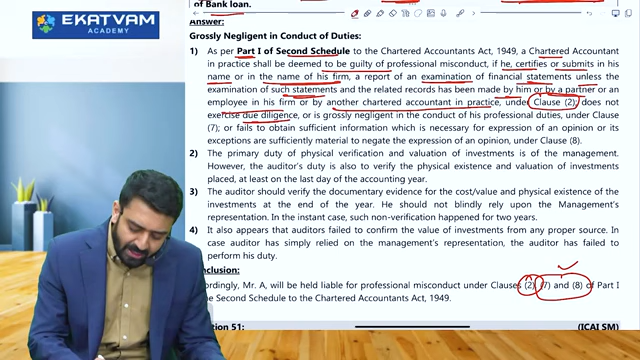 of Bank loan.
EKATVAM
ACADEMY
Answer:
Grossly Negligent in Conduct of Duties:
1) As per Part I of Second Schedule to the Chartered Accountants Act, 1949, a Chartered Accountant
in practice shall be deemed to be guilty of professional misconduct, if he, certifies or submits in his
name or in the name of his firm, a report of an examination of financial statements unless the
examination of such statements and the related records has been made by him or by a partner or an
employee in his firm or by another chartered accountant in practice, under Clause (2); does not
exercise due diligence, or is grossly negligent in the conduct of his professional duties, under Clause
(7); or fails to obtain sufficient information which is necessary for expression of an opinion or its
exceptions are sufficiently material to negate the expression of an opinion, under Clause (8).
2) The primary duty of physical verification and valuation of investments is of the management.
However, the auditor's duty is also to verify the physical existence and valuation of investments
placed, at least on the last day of the accounting year.
3) The auditor should verify the documentary evidence for the cost/value and physical existence of the
investments at the end of the year. He should not blindly rely upon the Management's
representation. In the instant case, such non-verification happened for two years.
4) It also appears that auditors failed to confirm the value of investments from any proper source. In
case auditor has simply relied on the management's representation, the auditor has failed to
perform his duty.
nclusion:
ordingly, Mr. A, will be held liable for professional misconduct under Clauses (2), (7) and (8) of Part I
he Second Schedule to the Chartered Accountants Act, 1949.
stion 51: (ICAI SM)